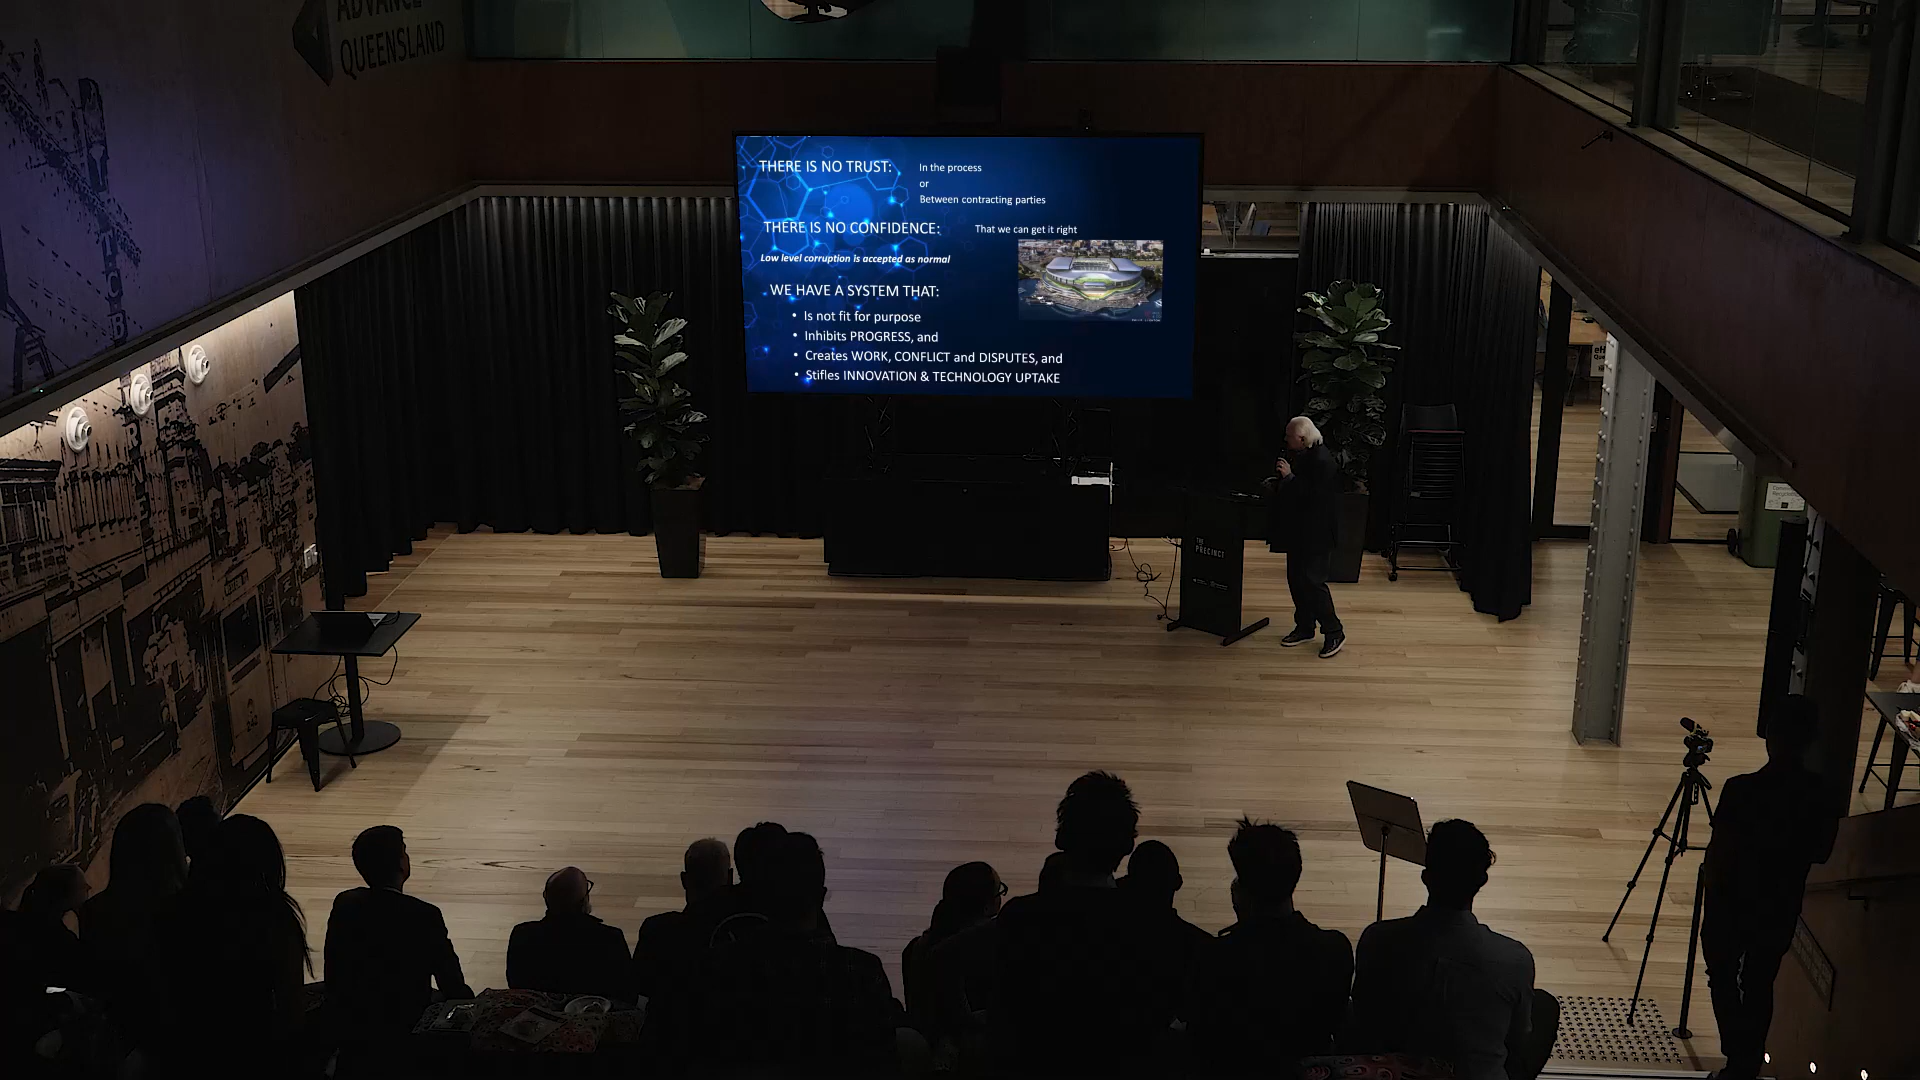 ADVANCE
QUEENSLAND
THERE IS NO TRUST:
In the process
or
Between contracting parties
THERE IS NO CONFIDENCE:
That we can get it right
Low level corruption is accepted as normal
WE HAVE A SYSTEM THAT:
• Is not fit for purpose
• Inhibits PROGRESS, and
• Creates WORK, CONFLICT and DISPUTES, and
• Stifles INNOVATION & TECHNOLOGY UPTAKE
THE
PRECINCT